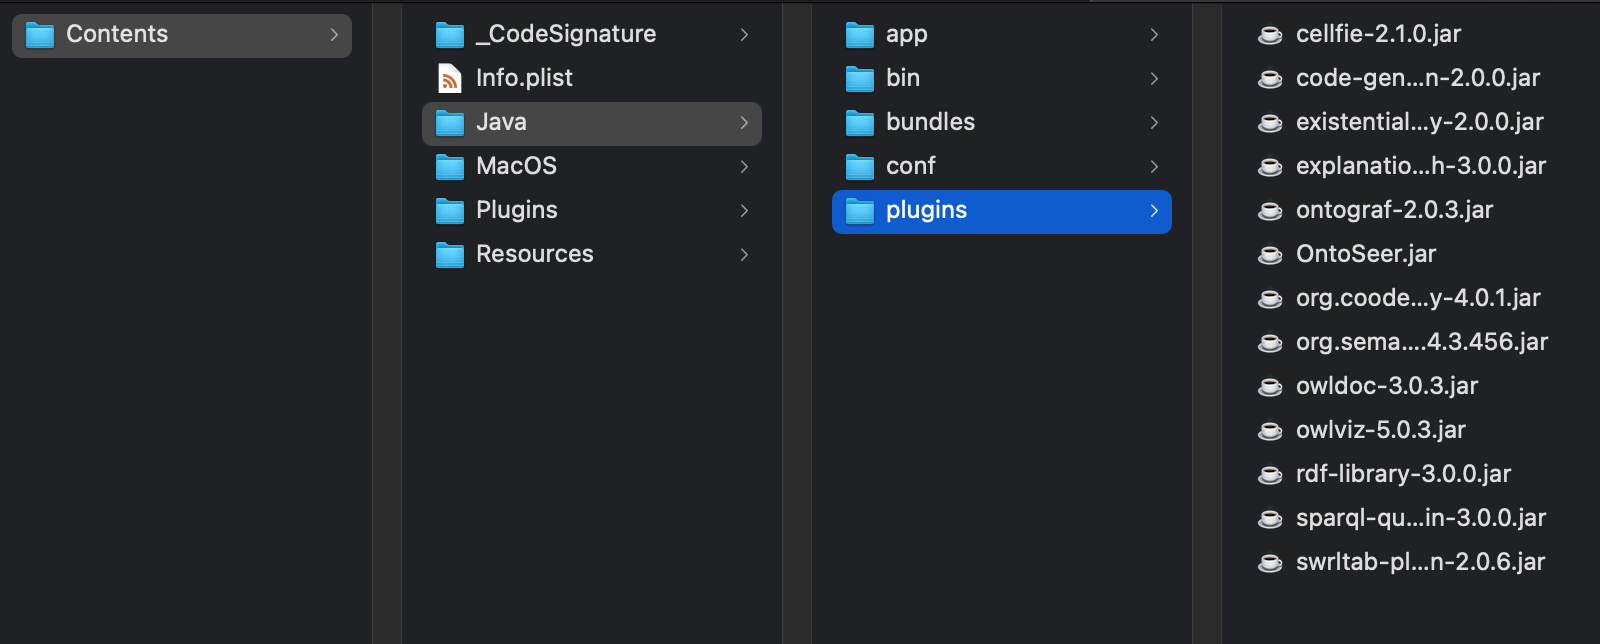 Contents
_CodeSignature
Info.plist
Java
MacOS
Plugins
Resources
app
bin
bundles
conf
plugins
cellfie-2.1.0.jar
code-gen...n-2.0.0.jar
existential...y-2.0.0.jar
explanatio...h-3.0.0.jar
ontograf-2.0.3.jar
OntoSeer.jar
org.coode...y-4.0.1.jar
org.sema....4.3.456.jar
owldoc-3.0.3.jar
owlviz-5.0.3.jar
rdf-library-3.0.0.jar
sparql-qu...in-3.0.0.jar
swrltab-pl...n-2.0.6.jar